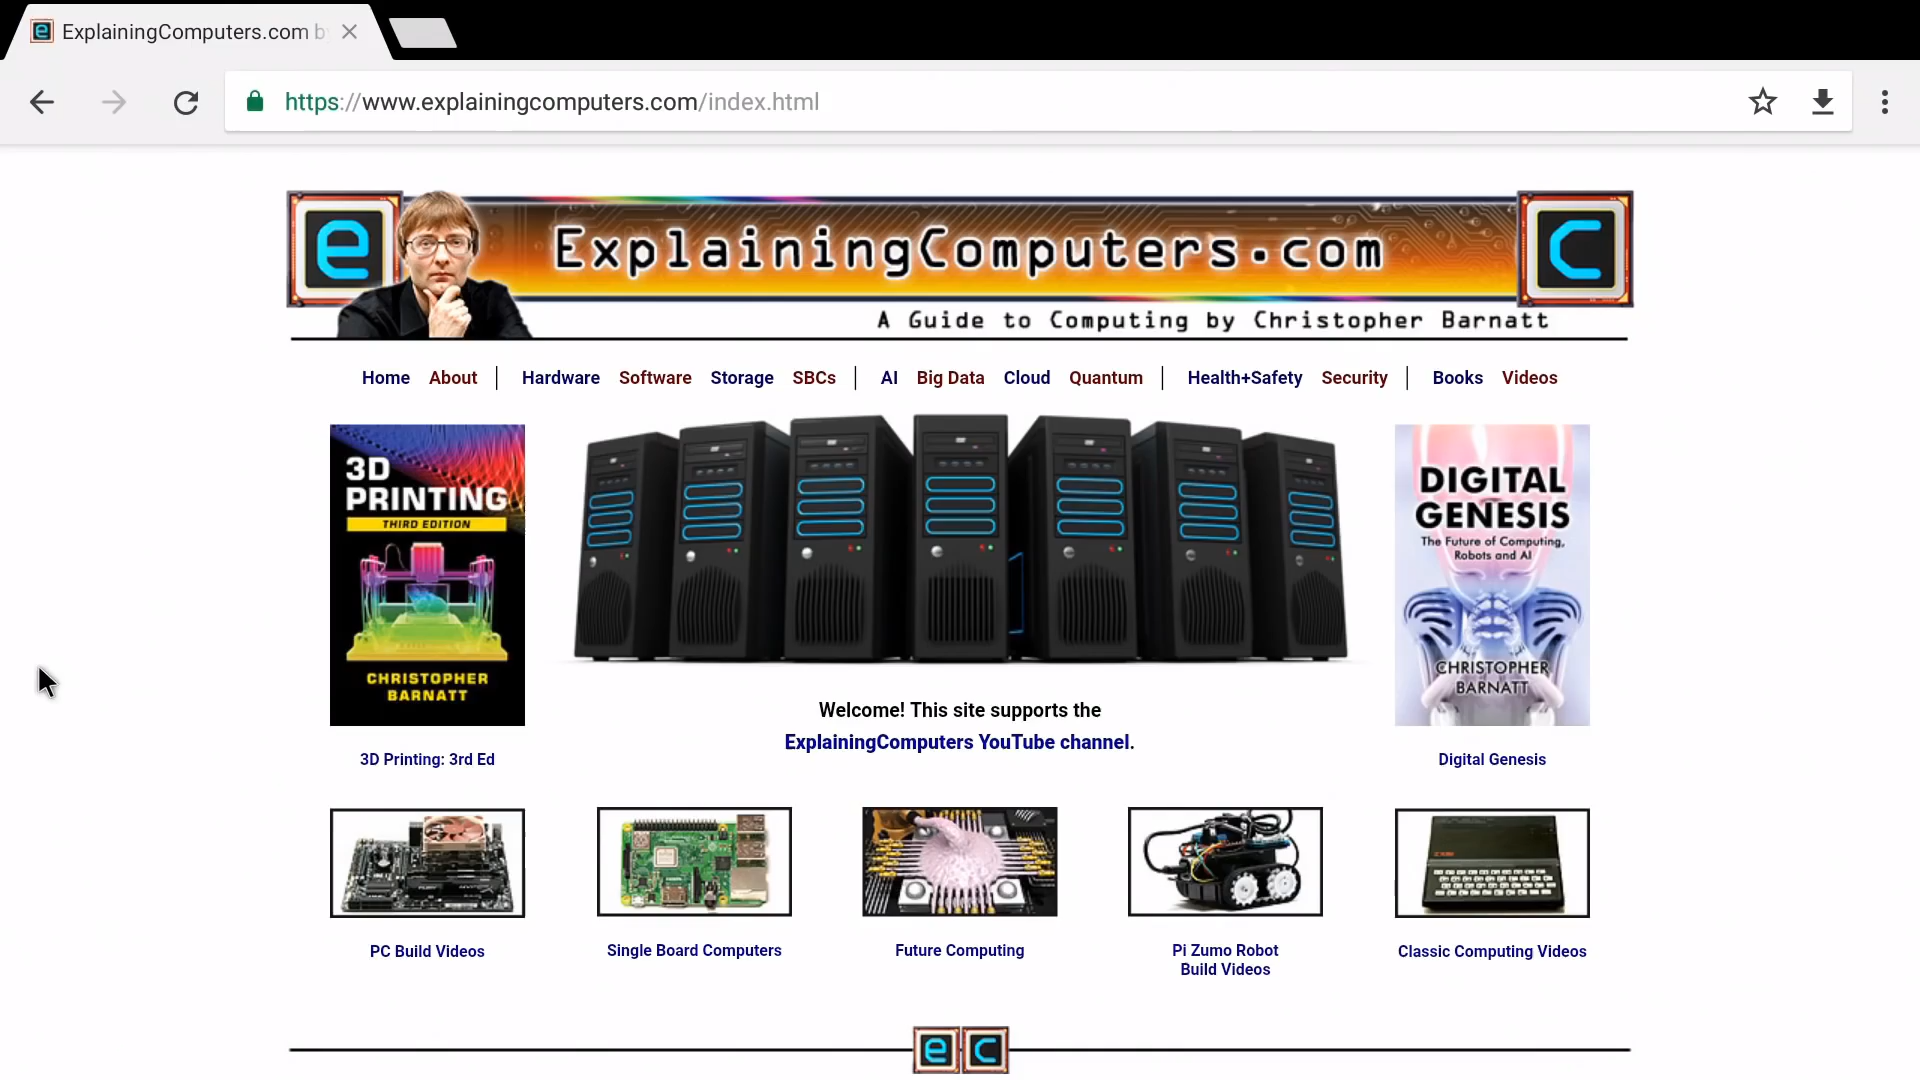 ExplainingComputers.com by
https://www.explainingcomputers.com/index.html
e
ExplainingComputers.com
C
A Guide to Computing by Christopher Barnatt
Home About | Hardware Software Storage SBCs | AI Big Data Cloud Quantum | Health+Safety Security | Books Videos
3D
PRINTING
THIRD EDITION
CHRISTOPHER
BARNATT
DIGITAL
GENESIS
The Future of Computing,
Robots and AI
CHRISTOPHER
BARNATT
Welcome! This site supports the
ExplainingComputers YouTube channel.
3D Printing: 3rd Ed
Digital Genesis
PC Build Videos
Single Board Computers
Future Computing
Pi Zumo Robot
Build Videos
Classic Computing Videos
e c